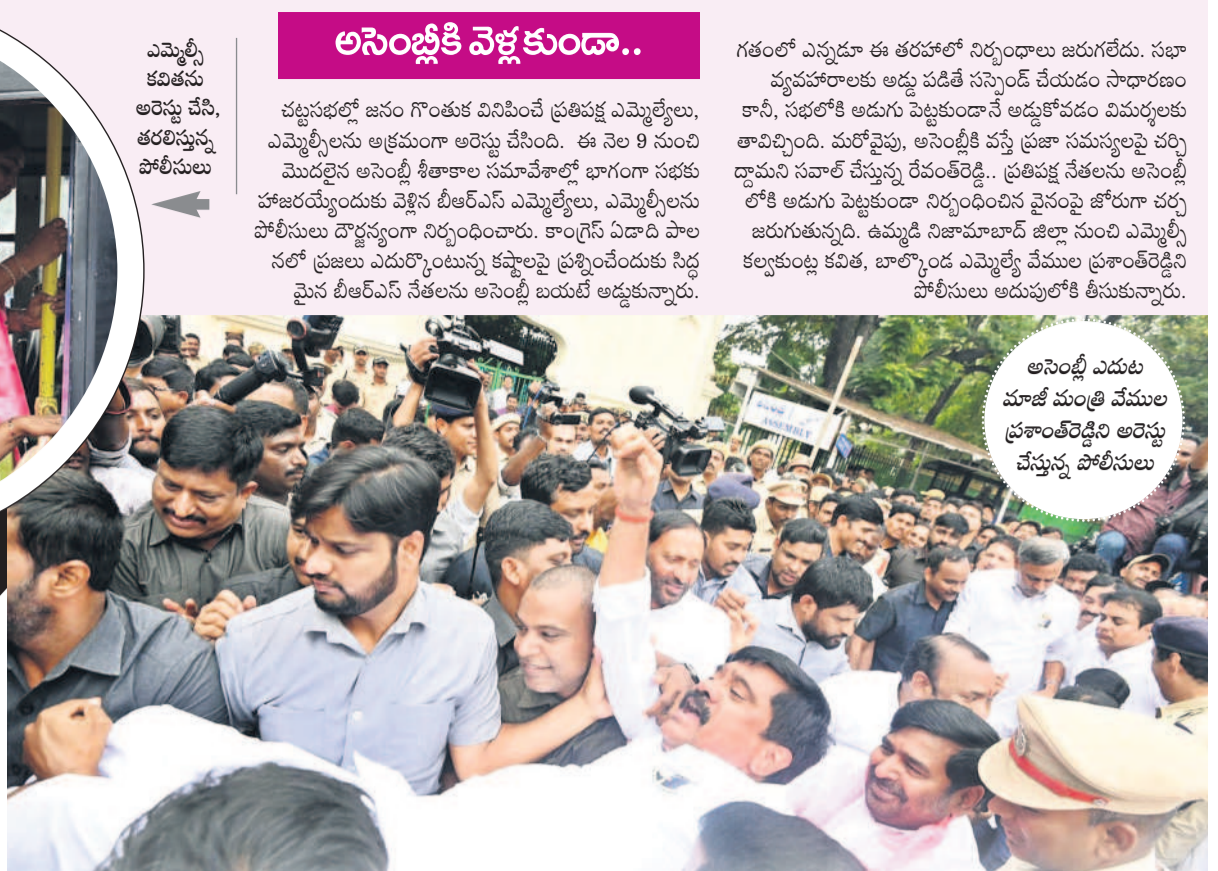 ఎమ్మెల్సీ
కవితను
అరెస్టు చేసి,
తరలిస్తున్న
పోలీసులు
అసెంబ్లీకి వెళ్లకుండా..
చట్టసభల్లో జనం గొంతుక వినిపించే ప్రతిపక్ష ఎమ్మెల్యేలు,
ఎమ్మెల్సీలను అక్రమంగా అరెస్టు చేసింది. ఈ నెల 9 నుంచి
మొదలైన అసెంబ్లీ శీతాకాల సమావేశాల్లో భాగంగా సభకు
హాజరయ్యేందుకు వెళ్లిన బీఆర్ఎస్ ఎమ్మెల్యేలు, ఎమ్మెల్సీలను
పోలీసులు దౌర్జన్యంగా నిర్బంధించారు. కాంగ్రెస్ ఏడాది పాల
నలో ప్రజలు ఎదుర్కొంటున్న కష్టాలపై ప్రశ్నించేందుకు సిద్ధ
మైన బీఆర్ఎస్ నేతలను అసెంబ్లీ బయటే అడ్డుకున్నారు.
గతంలో ఎన్నడూ ఈ తరహాలో నిర్బంధాలు జరుగలేదు. సభా
వ్యవహారాలకు అడ్డు పడితే సస్పెండ్ చేయడం సాధారణం
కానీ, సభలోకి అడుగు పెట్టకుండానే అడ్డుకోవడం విమర్శలకు
తావిచ్చింది. మరోవైపు, అసెంబ్లీకి వస్తే ప్రజా సమస్యలపై చర్చి
ద్దామని సవాల్ చేస్తున్న రేవంత్‌రెడ్డి.. ప్రతిపక్ష నేతలను అసెంబ్లీ
లోకి అడుగు పెట్టకుండా నిర్బంధించిన వైనంపై జోరుగా చర్చ
జరుగుతున్నది. ఉమ్మడి నిజామాబాద్ జిల్లా నుంచి ఎమ్మెల్సీ
కల్వకుంట్ల కవిత, బాల్కొండ ఎమ్మెల్యే వేముల ప్రశాంత్‌రెడ్డిని
పోలీసులు అదుపులోకి తీసుకున్నారు.
అసెంబ్లీ ఎదుట
మాజీ మంత్రి వేముల
ప్రశాంత్‌రెడ్డిని అరెస్టు
చేస్తున్న పోలీసులు
ASSEMBLY